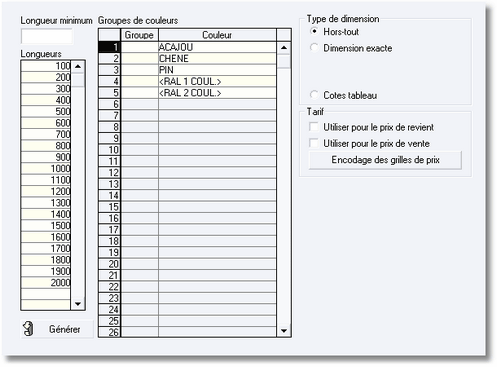 Longueur minimum
Longueurs
100
200
300
400
500
600
700
800
900
1000
1100
1200
1300
1400
1500
1600
1700
1800
1900
2000
Générer
Groupes de couleurs
Groupe Couleur
1 ACAJOU
2 CHENE
3 PIN
4 <RAL 1 COUL.>
5 <RAL 2 COUL.>
6
7
8
9
10
11
12
13
14
15
16
17
18
19
20
21
22
23
24
25
26
Type de dimension
Hors-tout
Dimension exacte
Cotes tableau
Tarif
Utiliser pour le prix de revient
Utiliser pour le prix de vente
Encodage des grilles de prix